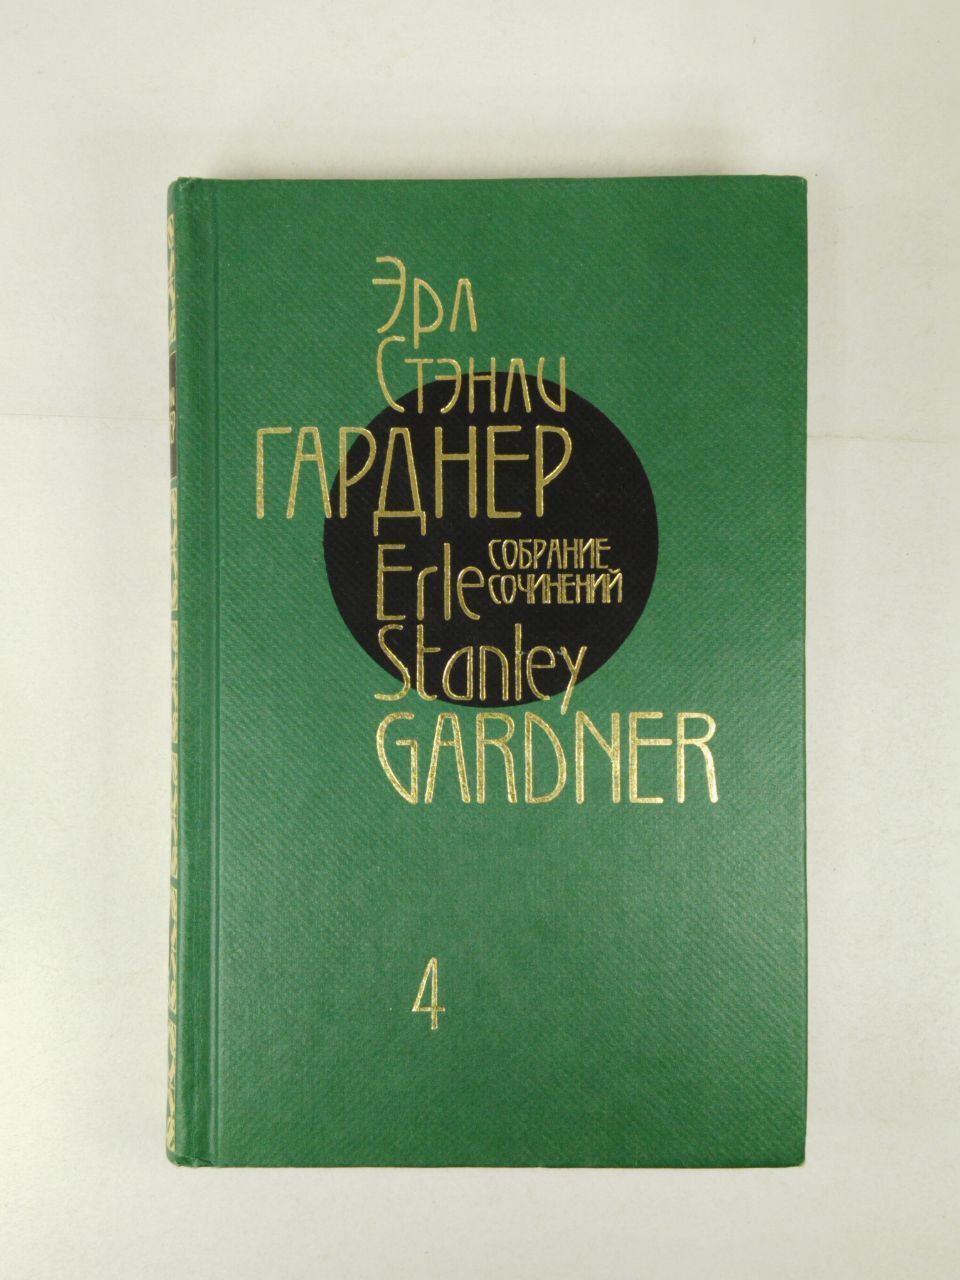 Эрл
Стэнли
ГАРДНЕР
Erle
СОБРАНИЕ
СОЧИНЕНИЙ
Stanley
GARDNER
4